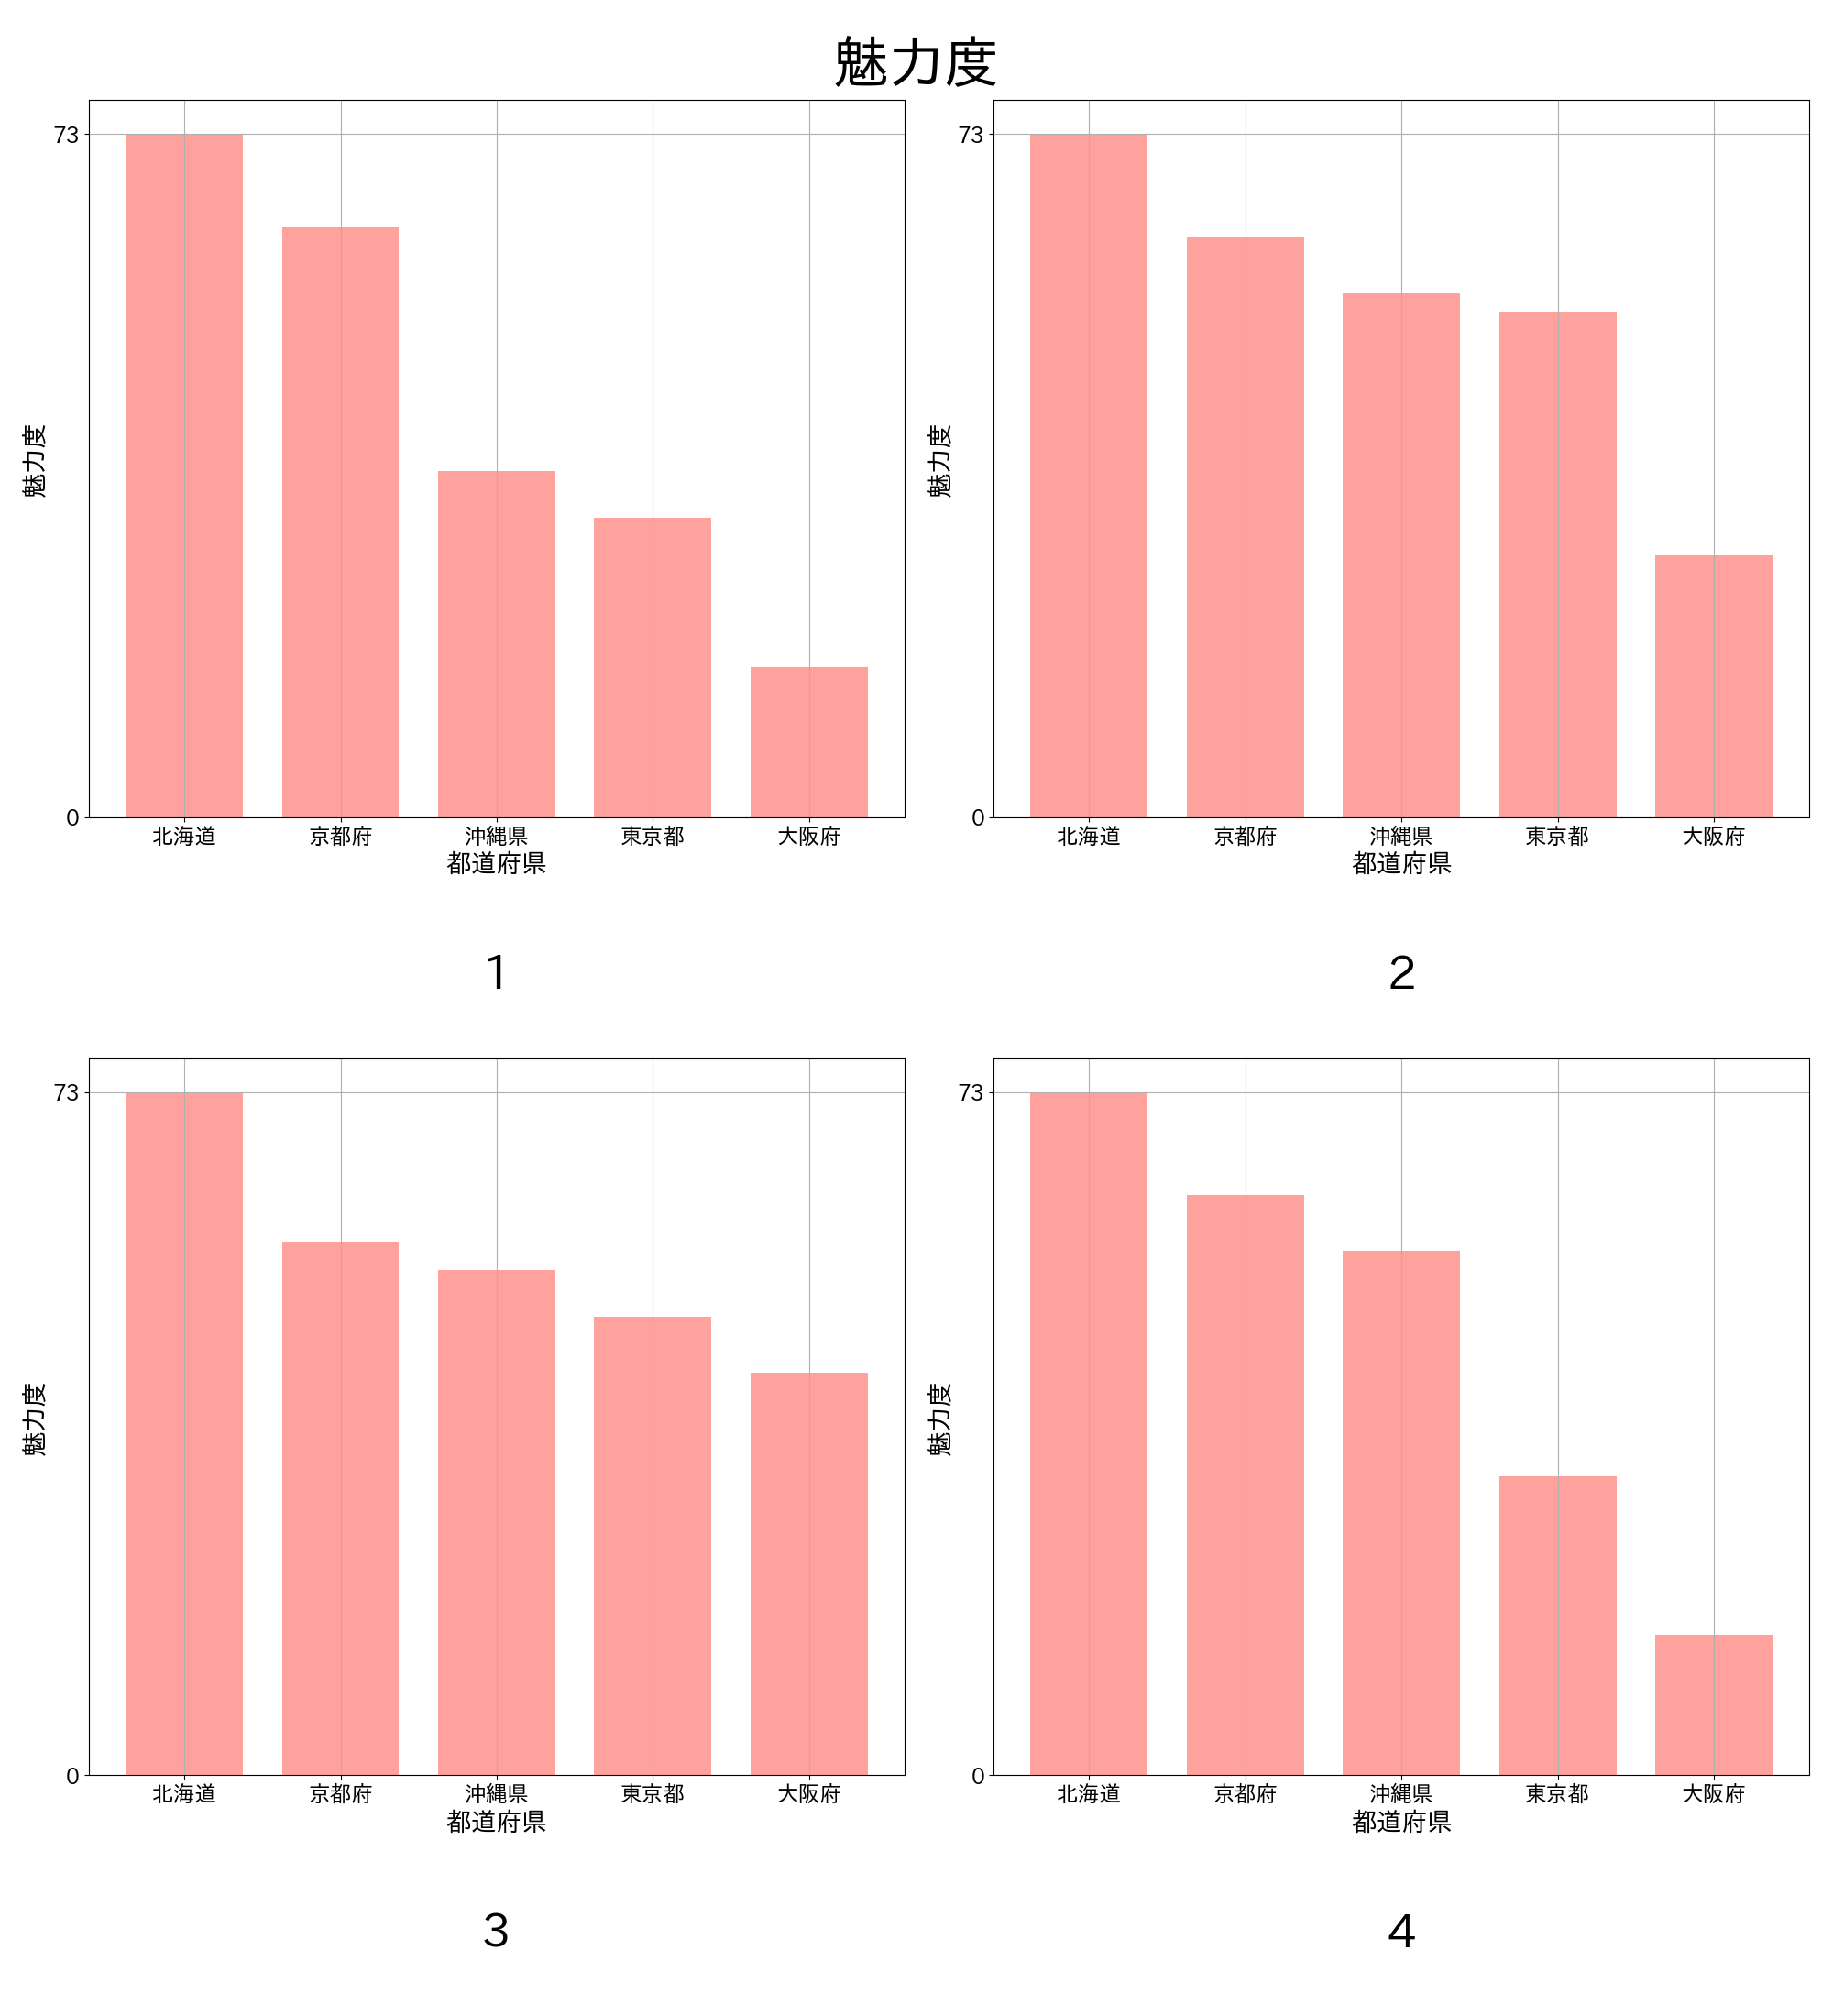 魅力度
73
0
魅力度
北海道 京都府 沖縄県 東京都 大阪府
都道府県
1
73
0
魅力度
北海道 京都府 沖縄県 東京都 大阪府
都道府県
2
73
0
魅力度
北海道 京都府 沖縄県 東京都 大阪府
都道府県
3
73
0
魅力度
北海道 京都府 沖縄県 東京都 大阪府
都道府県
4